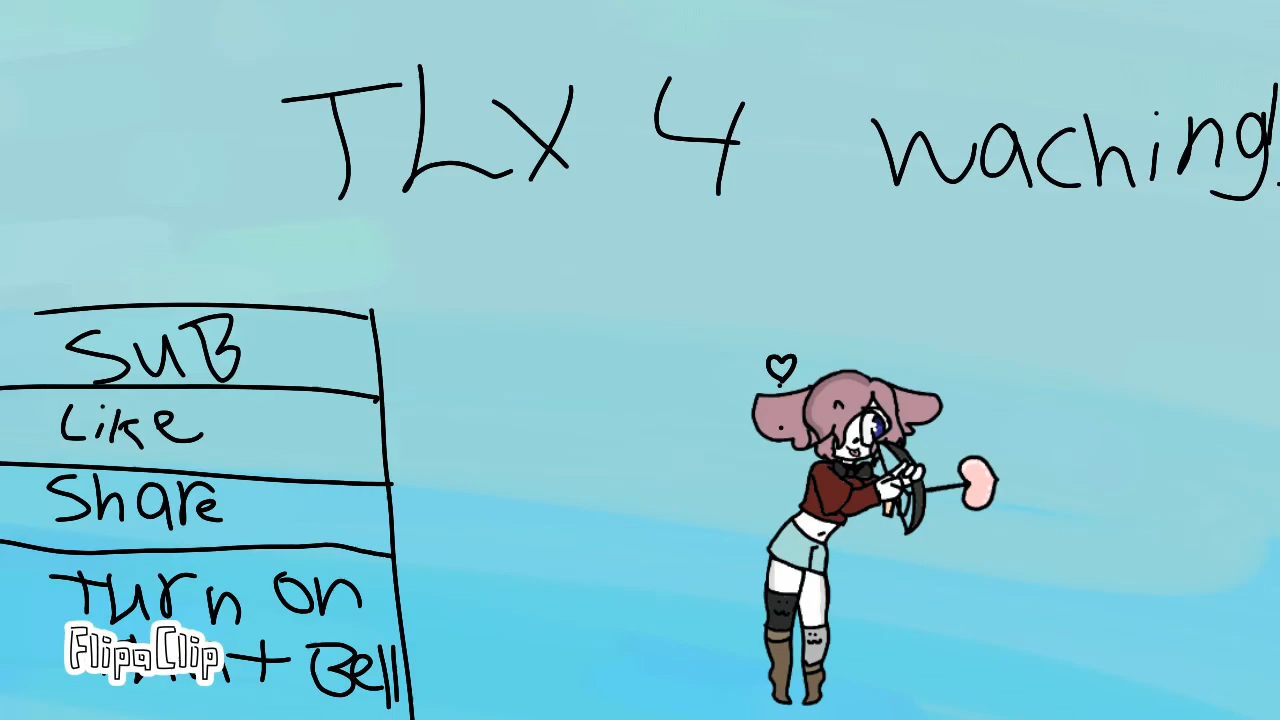 TLX 4 waching!
SUB
Like
Share
Turn on
Bell
FlipaClip